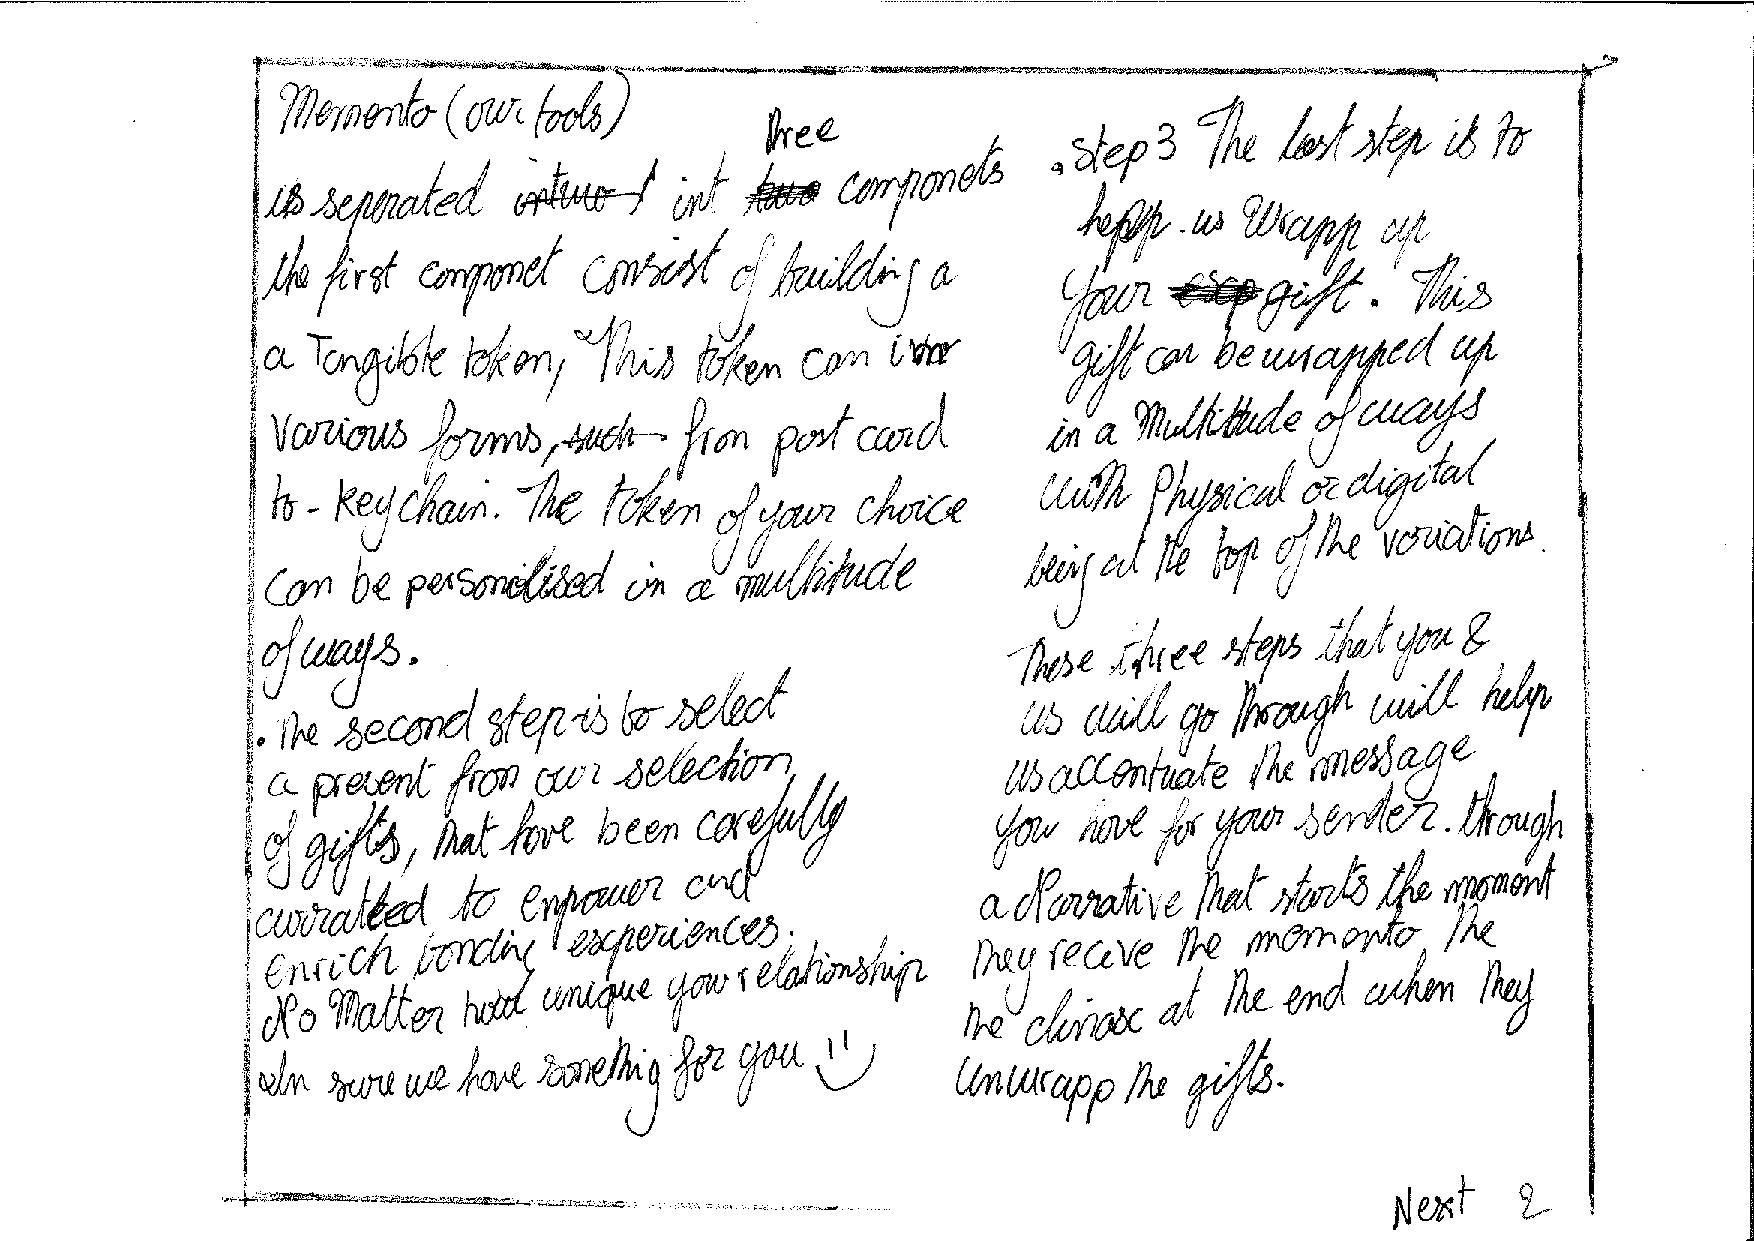 Memento (our tools)
three
is seperated int componets
the first componet consist of building a
a Tangible token, This token can
various forms, such from post card
to - keychain. The token of your choice
can be personilised in a multitude
of ways.
. The second step is to select
a present from our selection
of gifts, that have been carefully
currated to enpower and
enrich bonding experiences.
No Matter how unique your relationship
Im sure we have something for you
. Step 3 The last step is to
help us Wrapp up
your gift. This
gift can be wrapped up
in a Multitude of ways
with Physical or digital
being at the top of the variations.
These three steps that you &
us will go through will help
us accentuate the message
you have for your sender. through
a Narrative that starts the moment
they recive the momento, The
the climax at the end when they
unwrapp the gifts.
Next 2